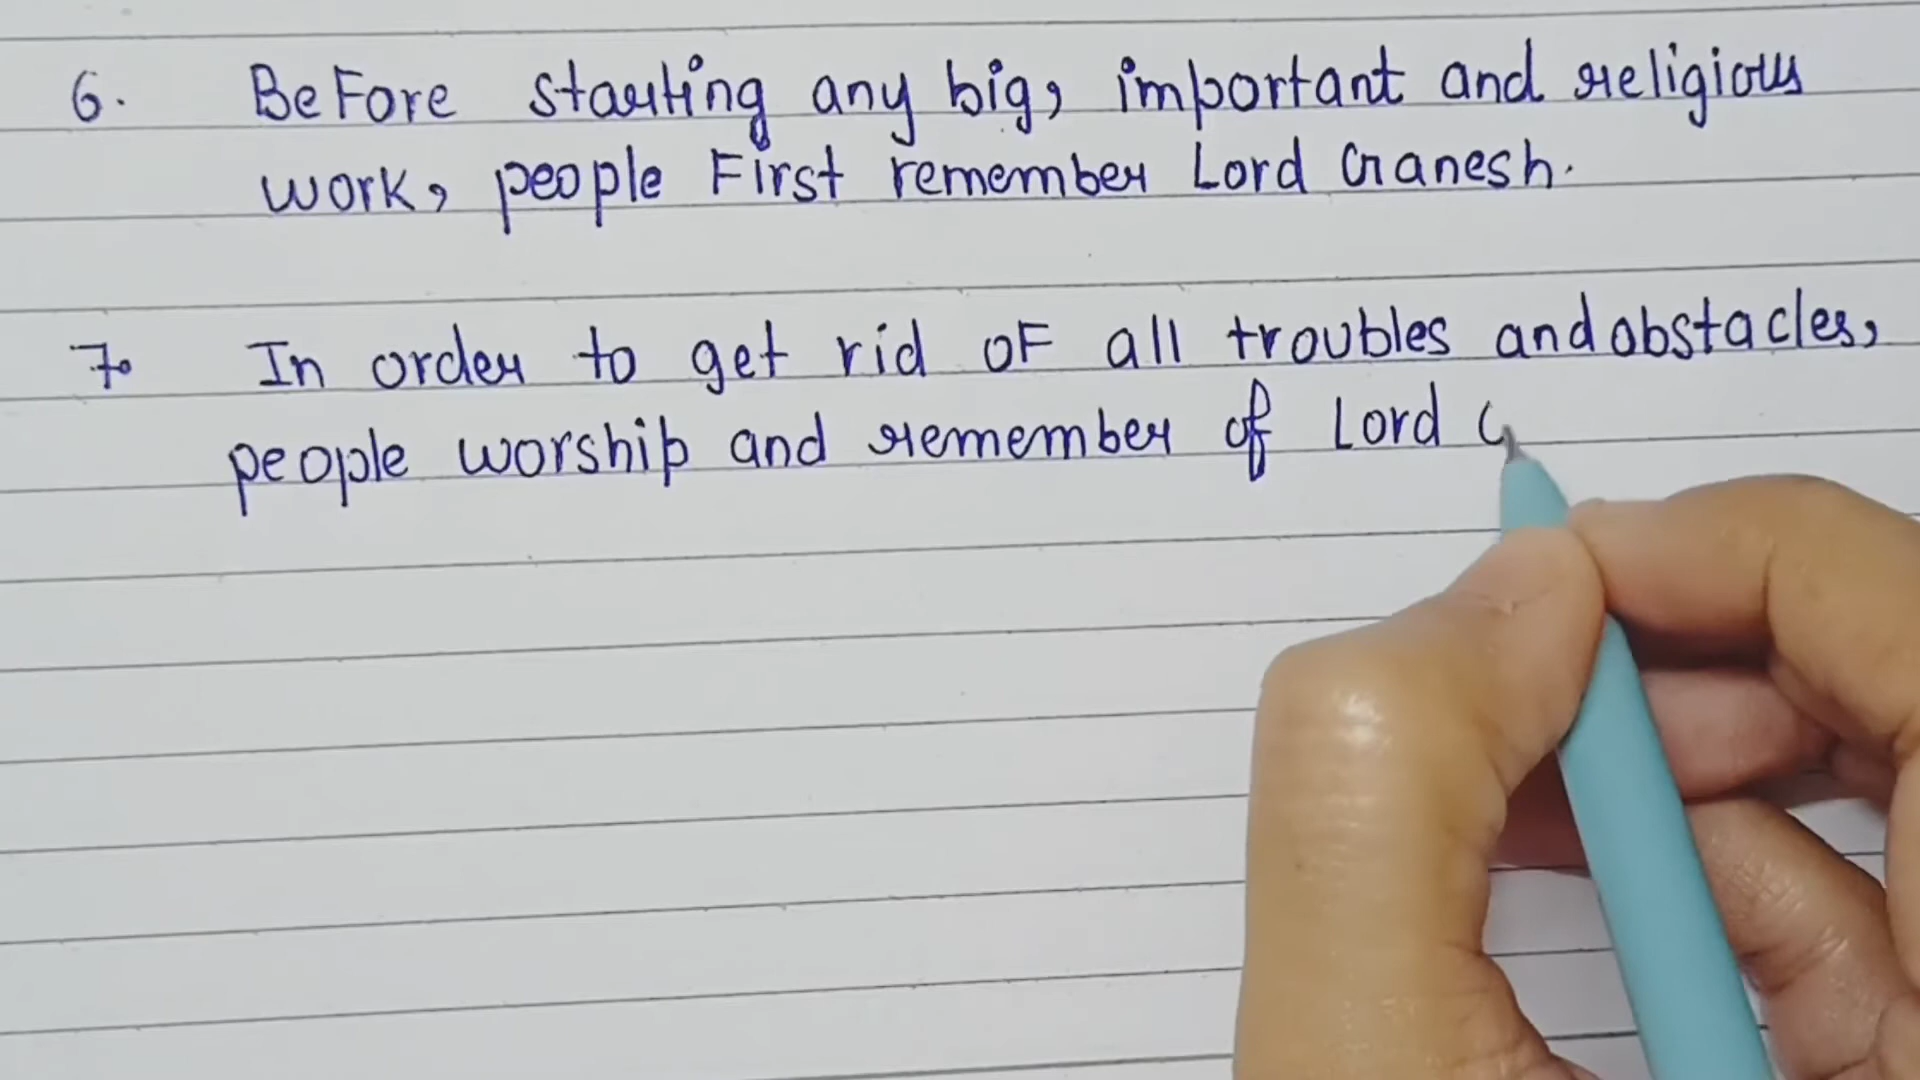 6. Before starting any big, important and religious
work, people First remember Lord Ganesh.
7. In order to get rid of all troubles and obstacles,
people worship and remember of Lord G